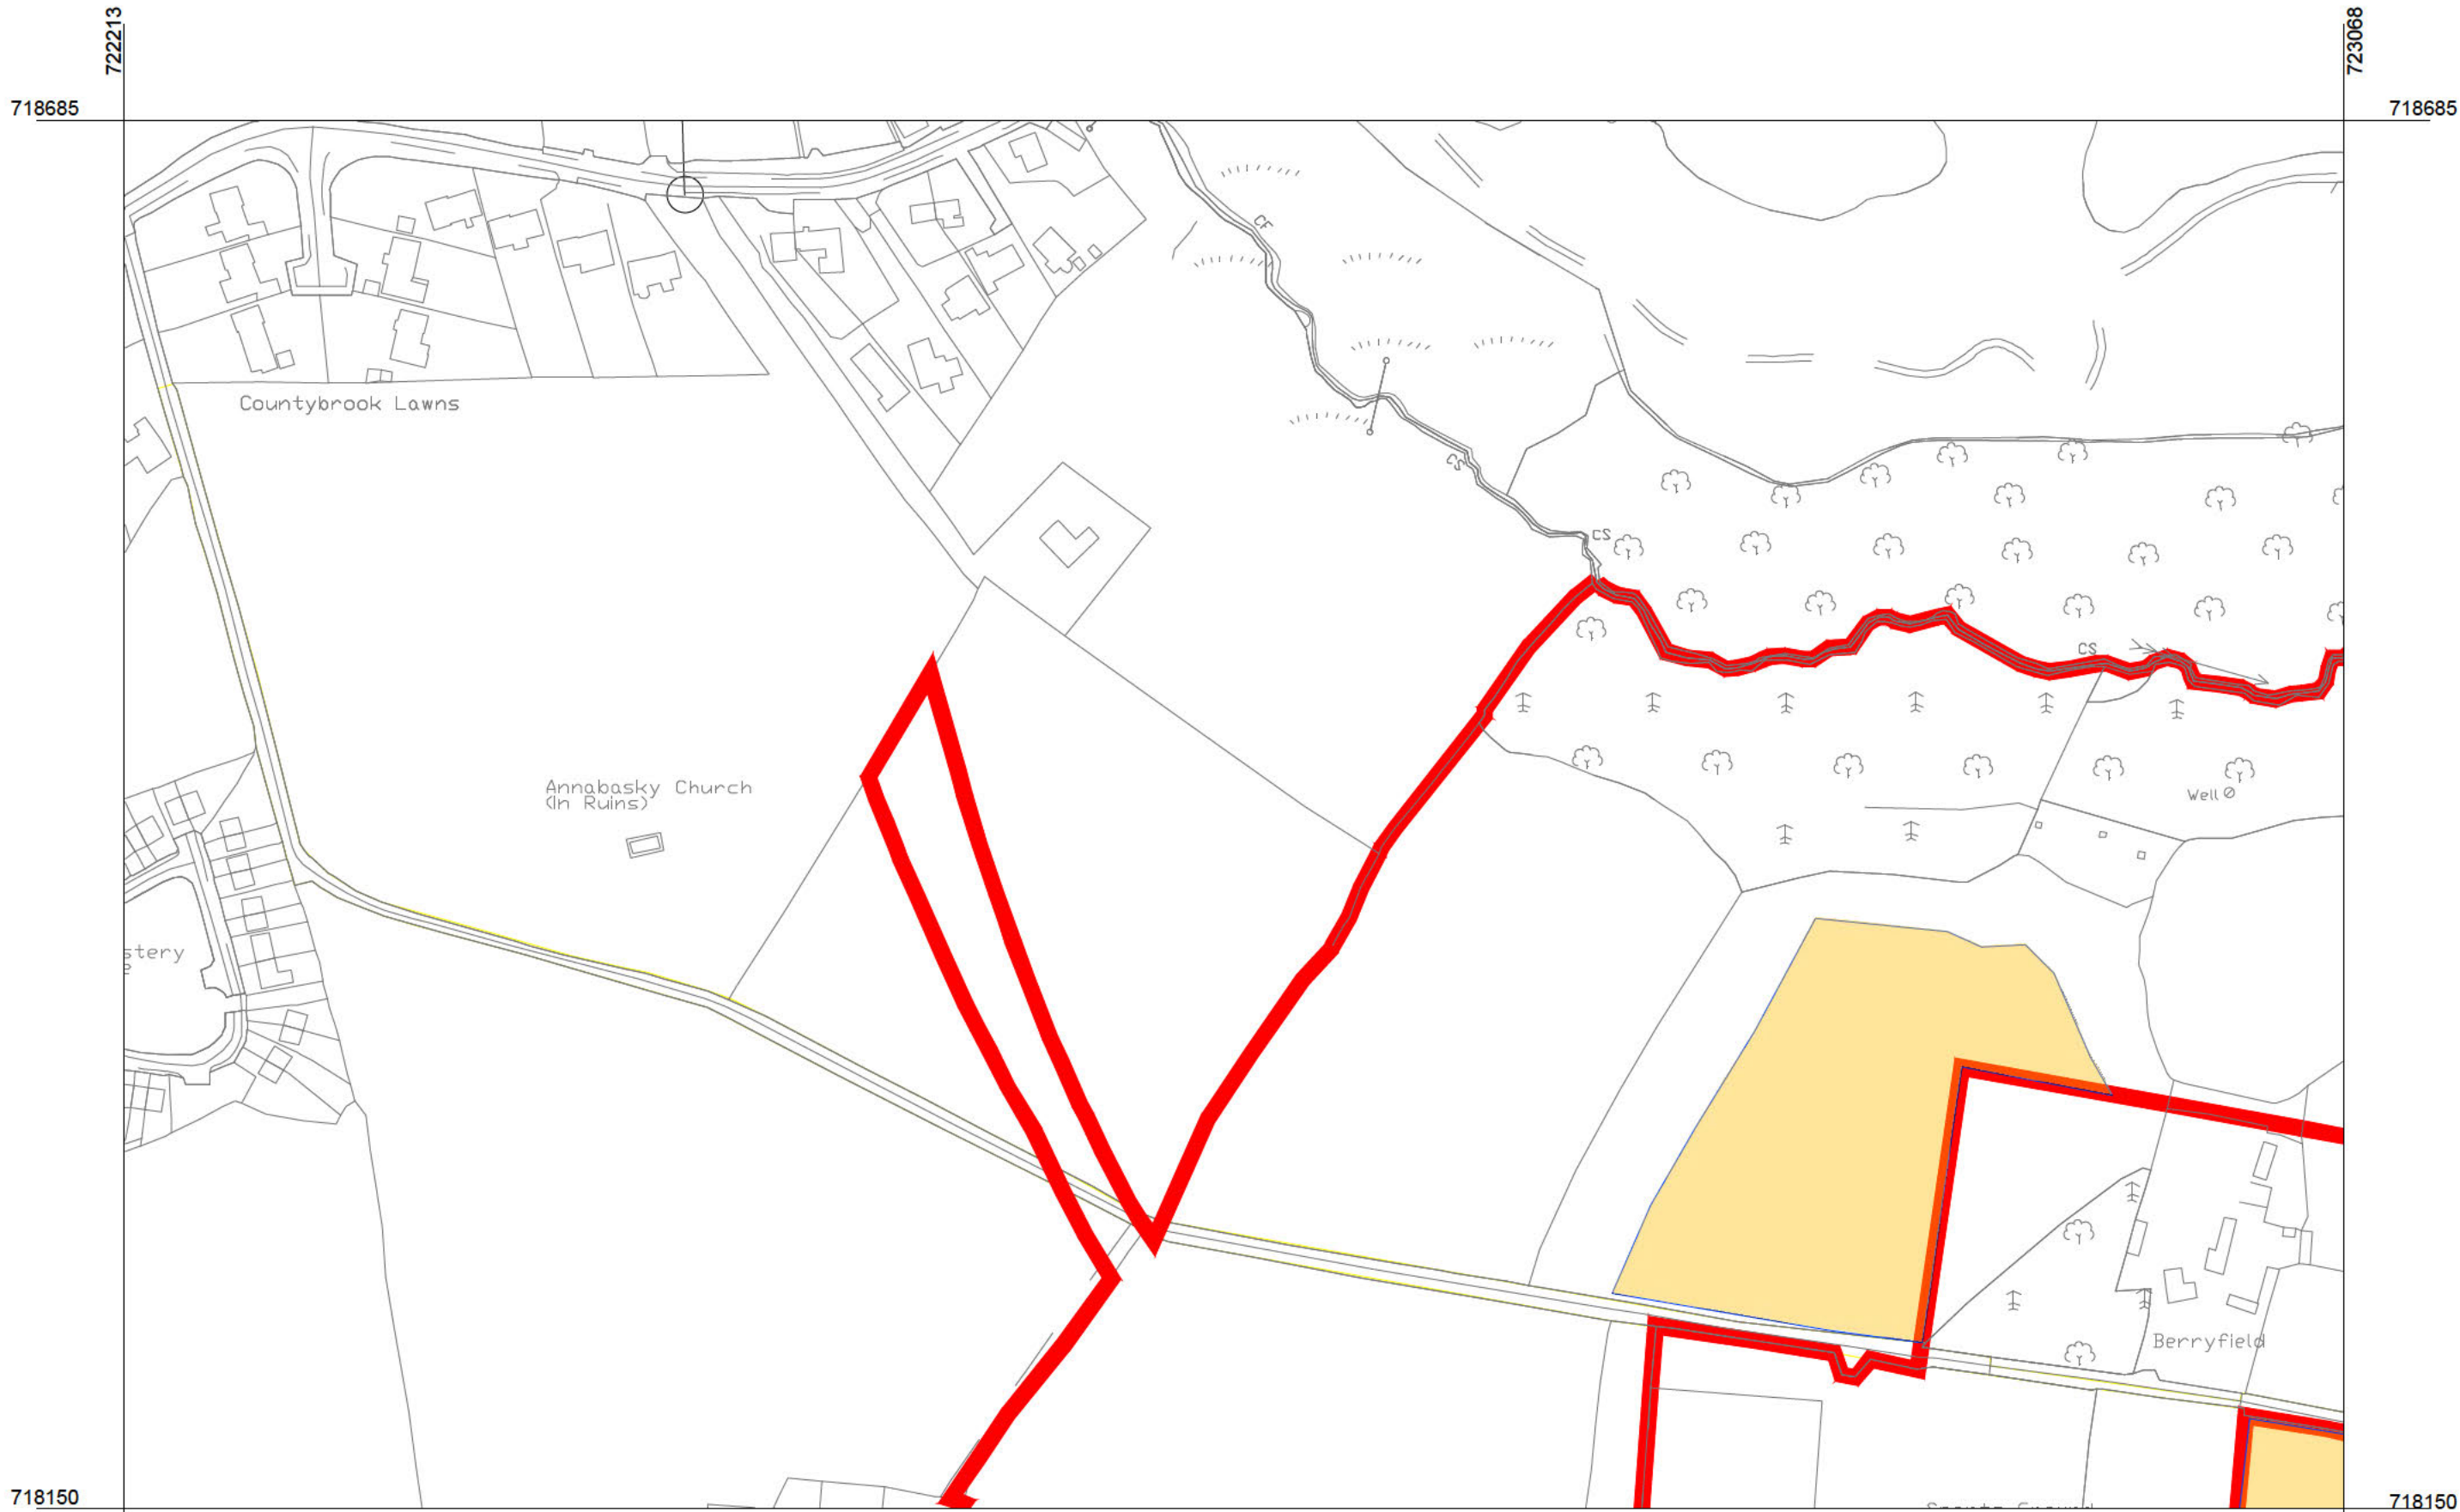 722213
723068
718685
718685
CF
Countybrook Lawns
CS
CS
CS
Annabasky Church
(In Ruins)
Well
stery
Berryfield
718150
718150